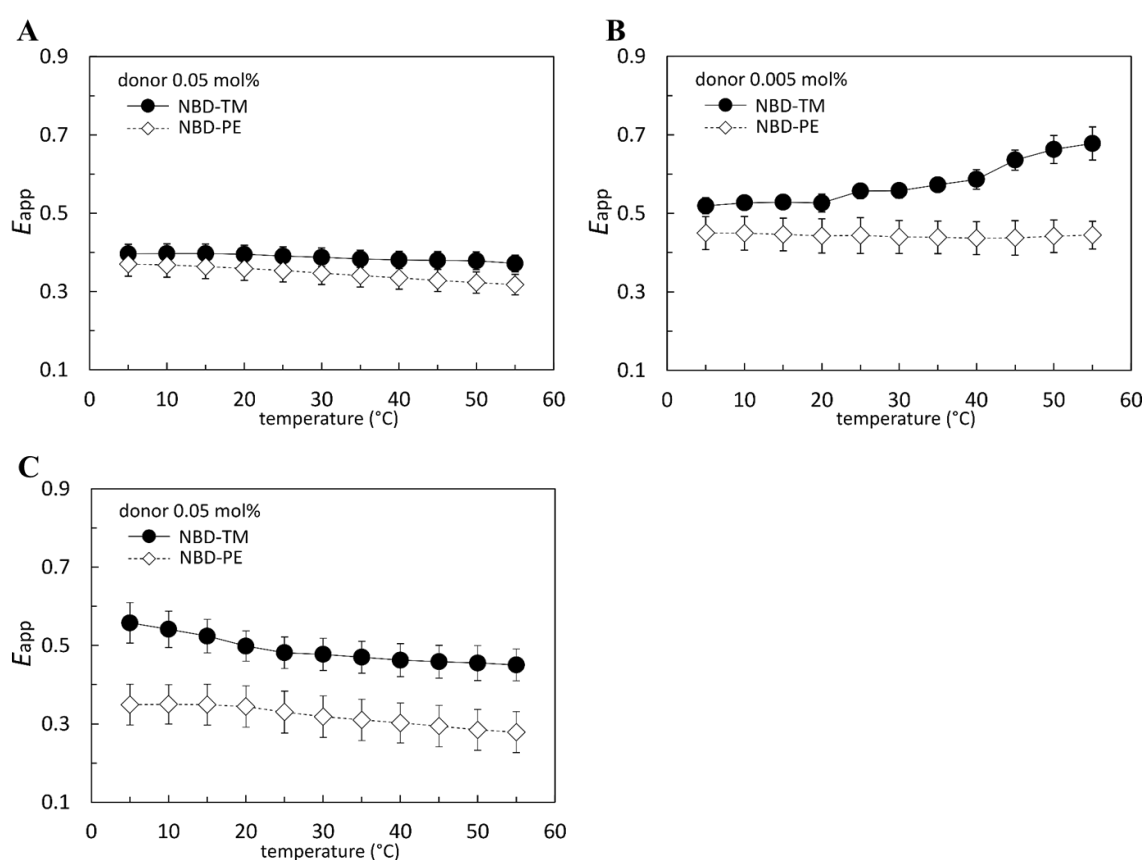 A
0.9
0.7
0.5
0.3
0.1
Eapp
donor 0.05 mol%
NBD-TM
NBD-PE
0 10 20 30 40 50 60
temperature (°C)
B
0.9
0.7
0.5
0.3
0.1
Eapp
donor 0.005 mol%
NBD-TM
NBD-PE
0 10 20 30 40 50 60
temperature (°C)
C
0.9
0.7
0.5
0.3
0.1
Eapp
donor 0.05 mol%
NBD-TM
NBD-PE
0 10 20 30 40 50 60
temperature (°C)